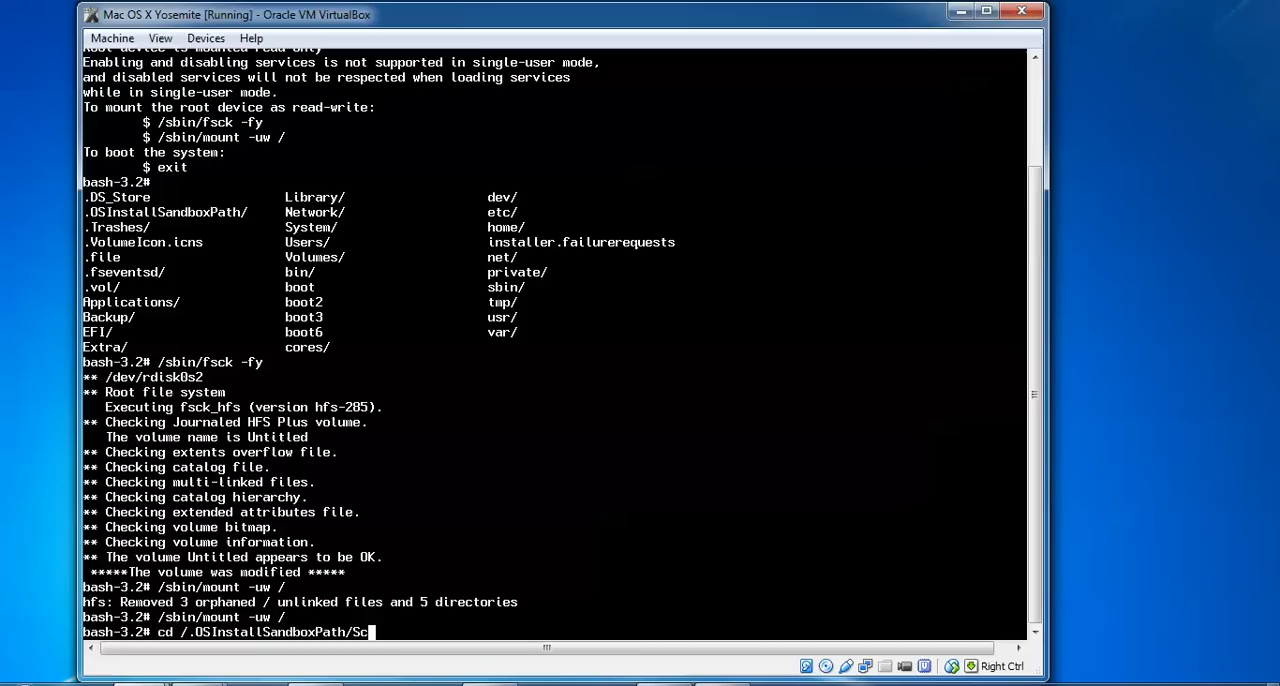 Mac OS X Yosemite [Running] - Oracle VM VirtualBox
Machine View Devices Help
Root device is mounted read-only
Enabling and disabling services is not supported in single-user mode,
and disabled services will not be respected when loading services
while in single-user mode.
To mount the root device as read-write:
$ /sbin/fsck -fy
$ /sbin/mount -uw /
To boot the system:
$ exit
bash-3.2#
.DS_Store Library/ dev/
.OSInstallSandboxPath/ Network/ etc/
.Trashes/ System/ home/
.VolumeIcon.icns Users/ installer.failurerequests
.file Volumes/ net/
.fseventsd/ bin/ private/
.vol/ boot sbin/
Applications/ boot2 tmp/
Backup/ boot3 usr/
EFI/ boot6 var/
Extra/ cores/
bash-3.2# /sbin/fsck -fy
** /dev/rdisk0s2
** Root file system
Executing fsck_hfs (version hfs-285).
** Checking Journaled HFS Plus volume.
The volume name is Untitled
** Checking extents overflow file.
** Checking catalog file.
** Checking multi-linked files.
** Checking catalog hierarchy.
** Checking extended attributes file.
** Checking volume bitmap.
** Checking volume information.
** The volume Untitled appears to be OK.
*****The volume was modified *****
bash-3.2# /sbin/mount -uw /
hfs: Removed 3 orphaned / unlinked files and 5 directories
bash-3.2# /sbin/mount -uw /
bash-3.2# cd /.OSInstallSandboxPath/Sc
Right Ctrl